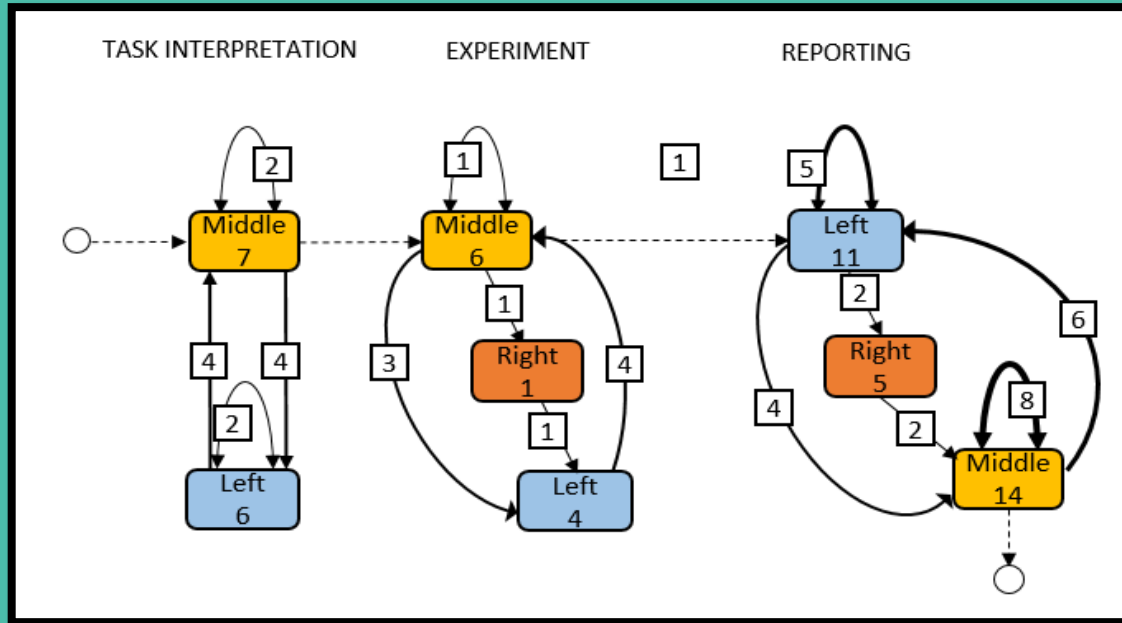 TASK INTERPRETATION
EXPERIMENT
REPORTING
2
Middle
7
4
4
2
Left
6
1
Middle
6
1
Right
1
3
4
1
Left
4
1
5
Left
11
2
Right
5
4
2
6
8
Middle
14